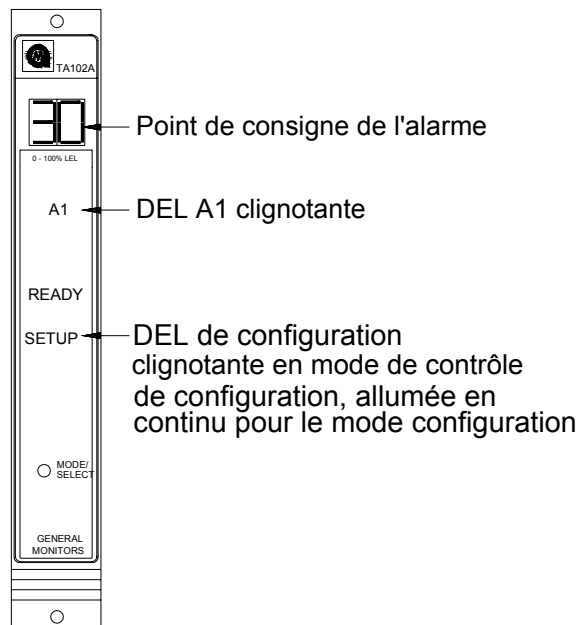 TA102A
30
Point de consigne de l'alarme
0 - 100% LEL
A1
DEL A1 clignotante
READY
SETUP
DEL de configuration
clignotante en mode de contrôle
de configuration, allumée en
continu pour le mode configuration
MODE/
SELECT
GENERAL
MONITORS